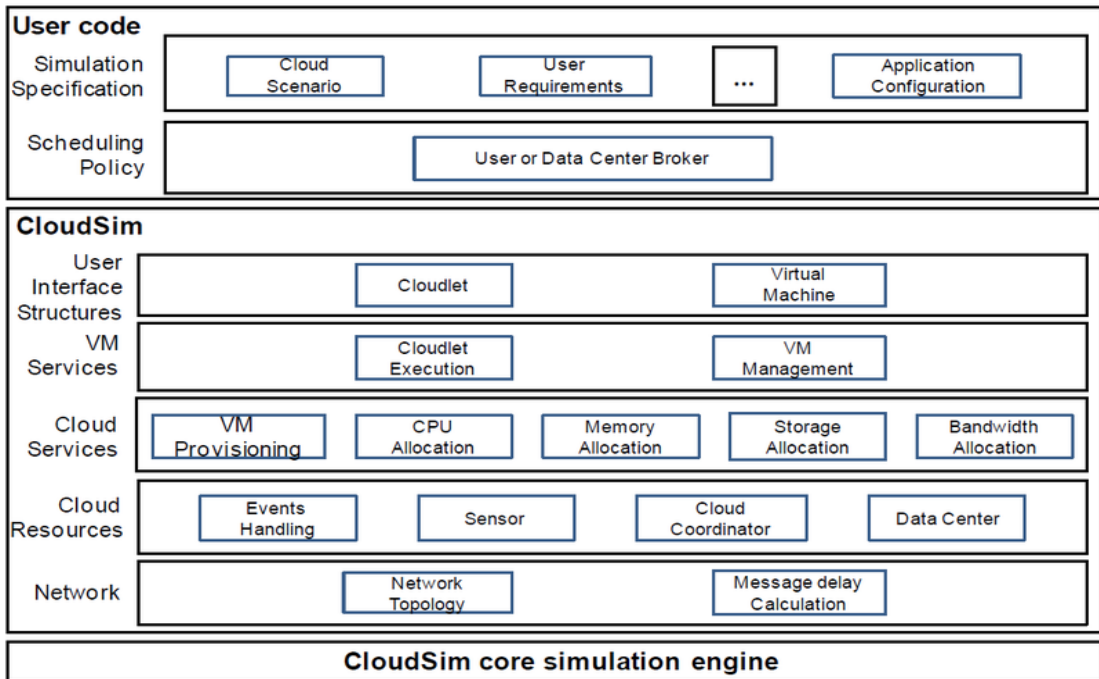 User code
Simulation
Specification
Cloud
Scenario
User
Requirements
...
Application
Configuration
Scheduling
Policy
User or Data Center Broker
CloudSim
User
Interface
Structures
Cloudlet
Virtual
Machine
VM
Services
Cloudlet
Execution
VM
Management
Cloud
Services
VM
Provisioning
CPU
Allocation
Memory
Allocation
Storage
Allocation
Bandwidth
Allocation
Cloud
Resources
Events
Handling
Sensor
Cloud
Coordinator
Data Center
Network
Network
Topology
Message delay
Calculation
CloudSim core simulation engine